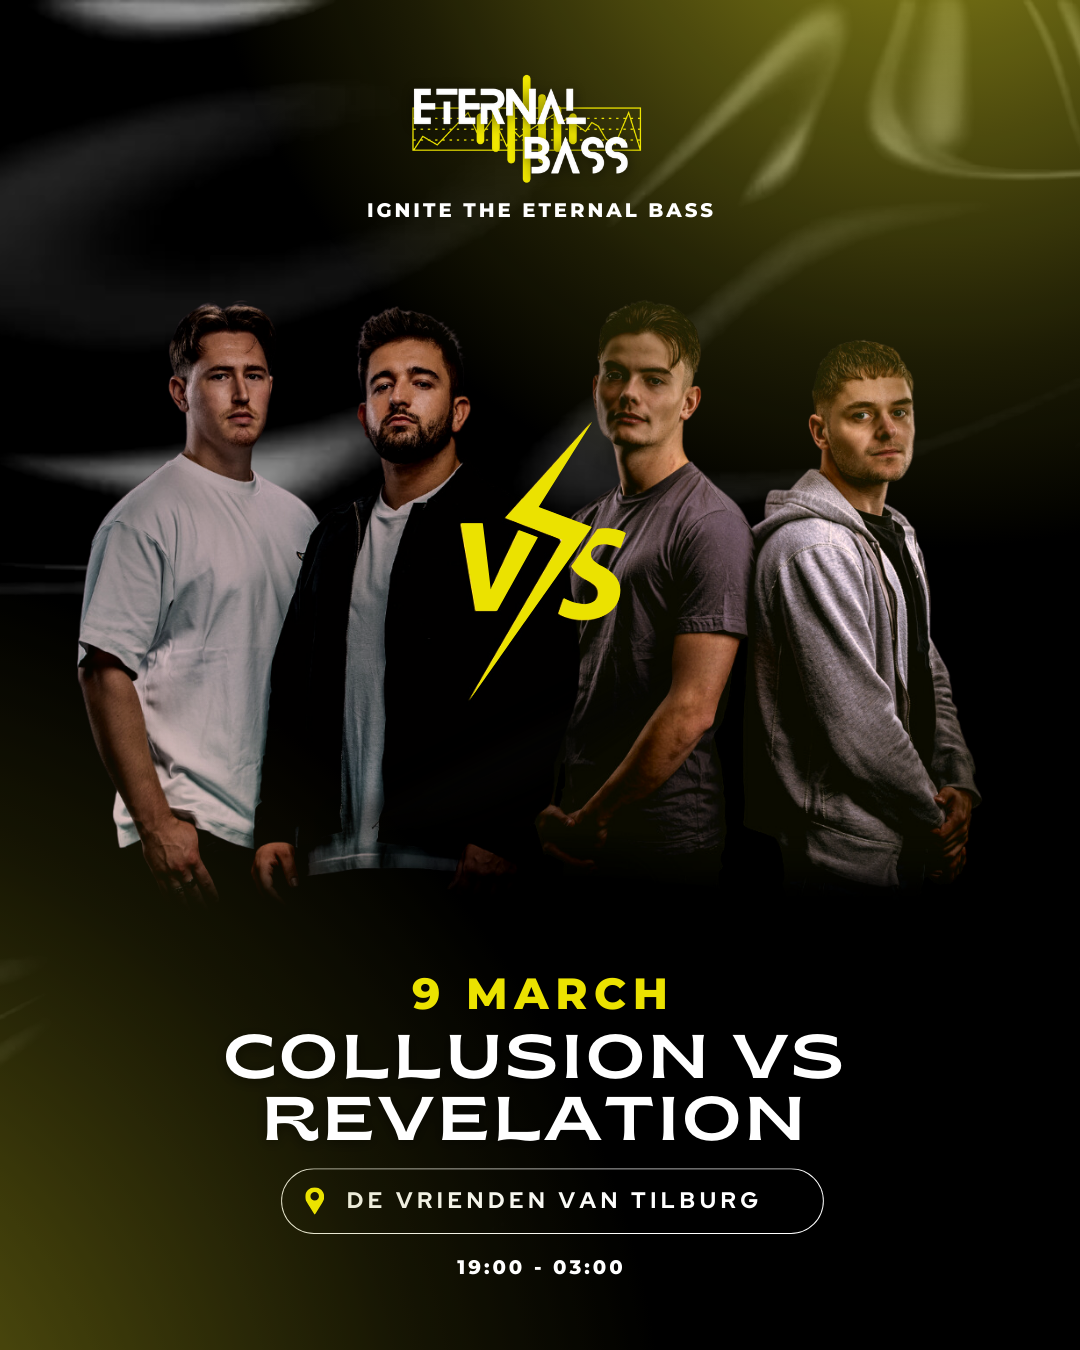 ETERNAL
BASS
IGNITE THE ETERNAL BASS
VS
9 MARCH
COLLUSION VS
REVELATION
DE VRIENDEN VAN TILBURG
19:00 - 03:00